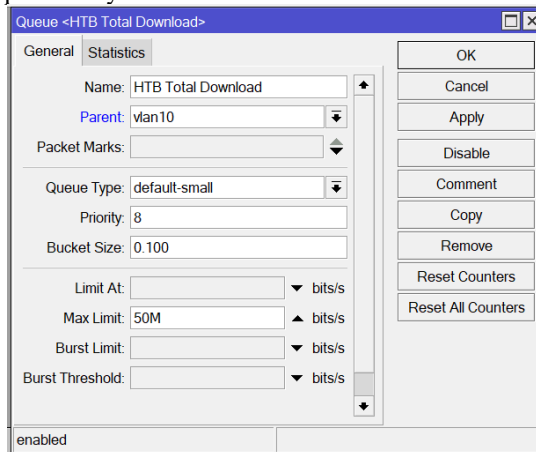 Queue <HTB Total Download>
General Statistics
Name: HTB Total Download
Parent: vlan10
Packet Marks:
Queue Type: default-small
Priority: 8
Bucket Size: 0.100
Limit At: bits/s
Max Limit: 50M bits/s
Burst Limit: bits/s
Burst Threshold: bits/s
OK
Cancel
Apply
Disable
Comment
Copy
Remove
Reset Counters
Reset All Counters
enabled